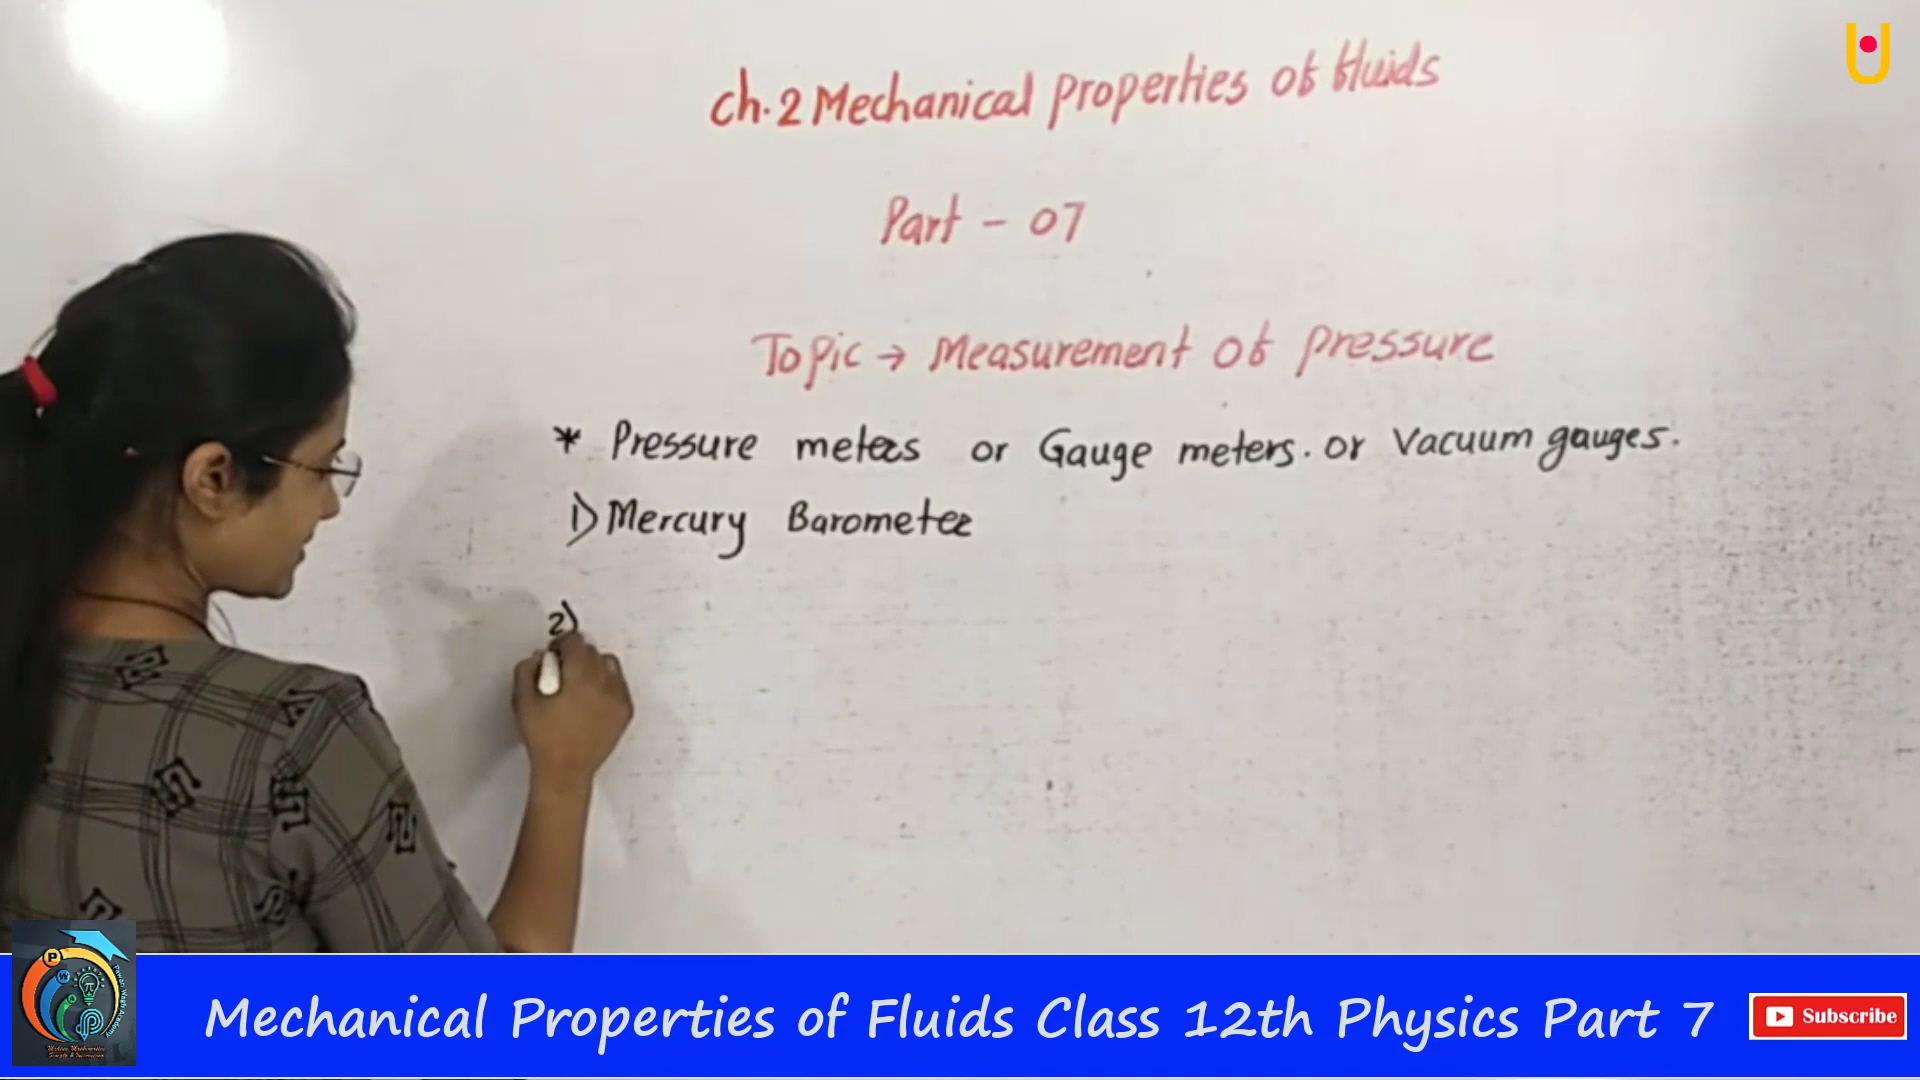 Ch.2 Mechanical Properties of fluids
Part - 07
Topic → Measurement of pressure
* Pressure meters or Gauge meters. or Vacuum gauges.
1) Mercury Barometer
2)
Mechanical Properties of Fluids Class 12th Physics Part 7
Subscribe